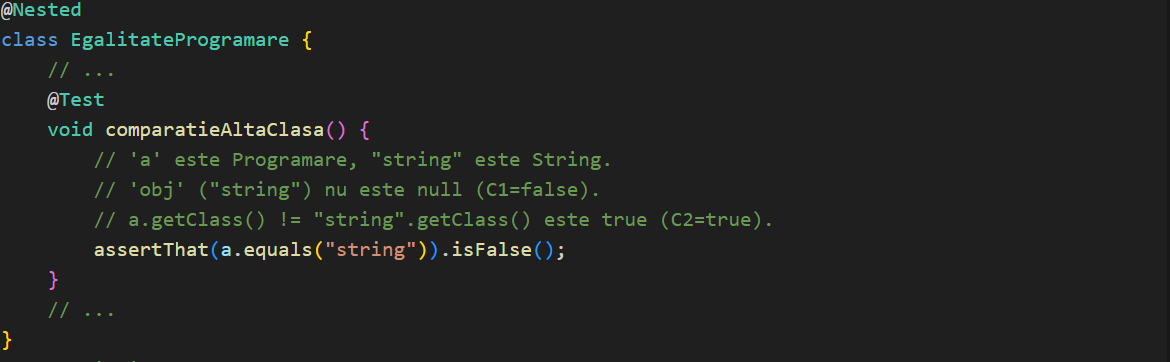 @Nested
class EgalitateProgramare {
    // ...
    @Test
    void comparatieAltaClasa() {
        // 'a' este Programare, "string" este String.
        // 'obj' ("string") nu este null (C1=false).
        // a.getClass() != "string".getClass() este true (C2=true).
        assertThat(a.equals("string")).isFalse();
    }
    // ...
}